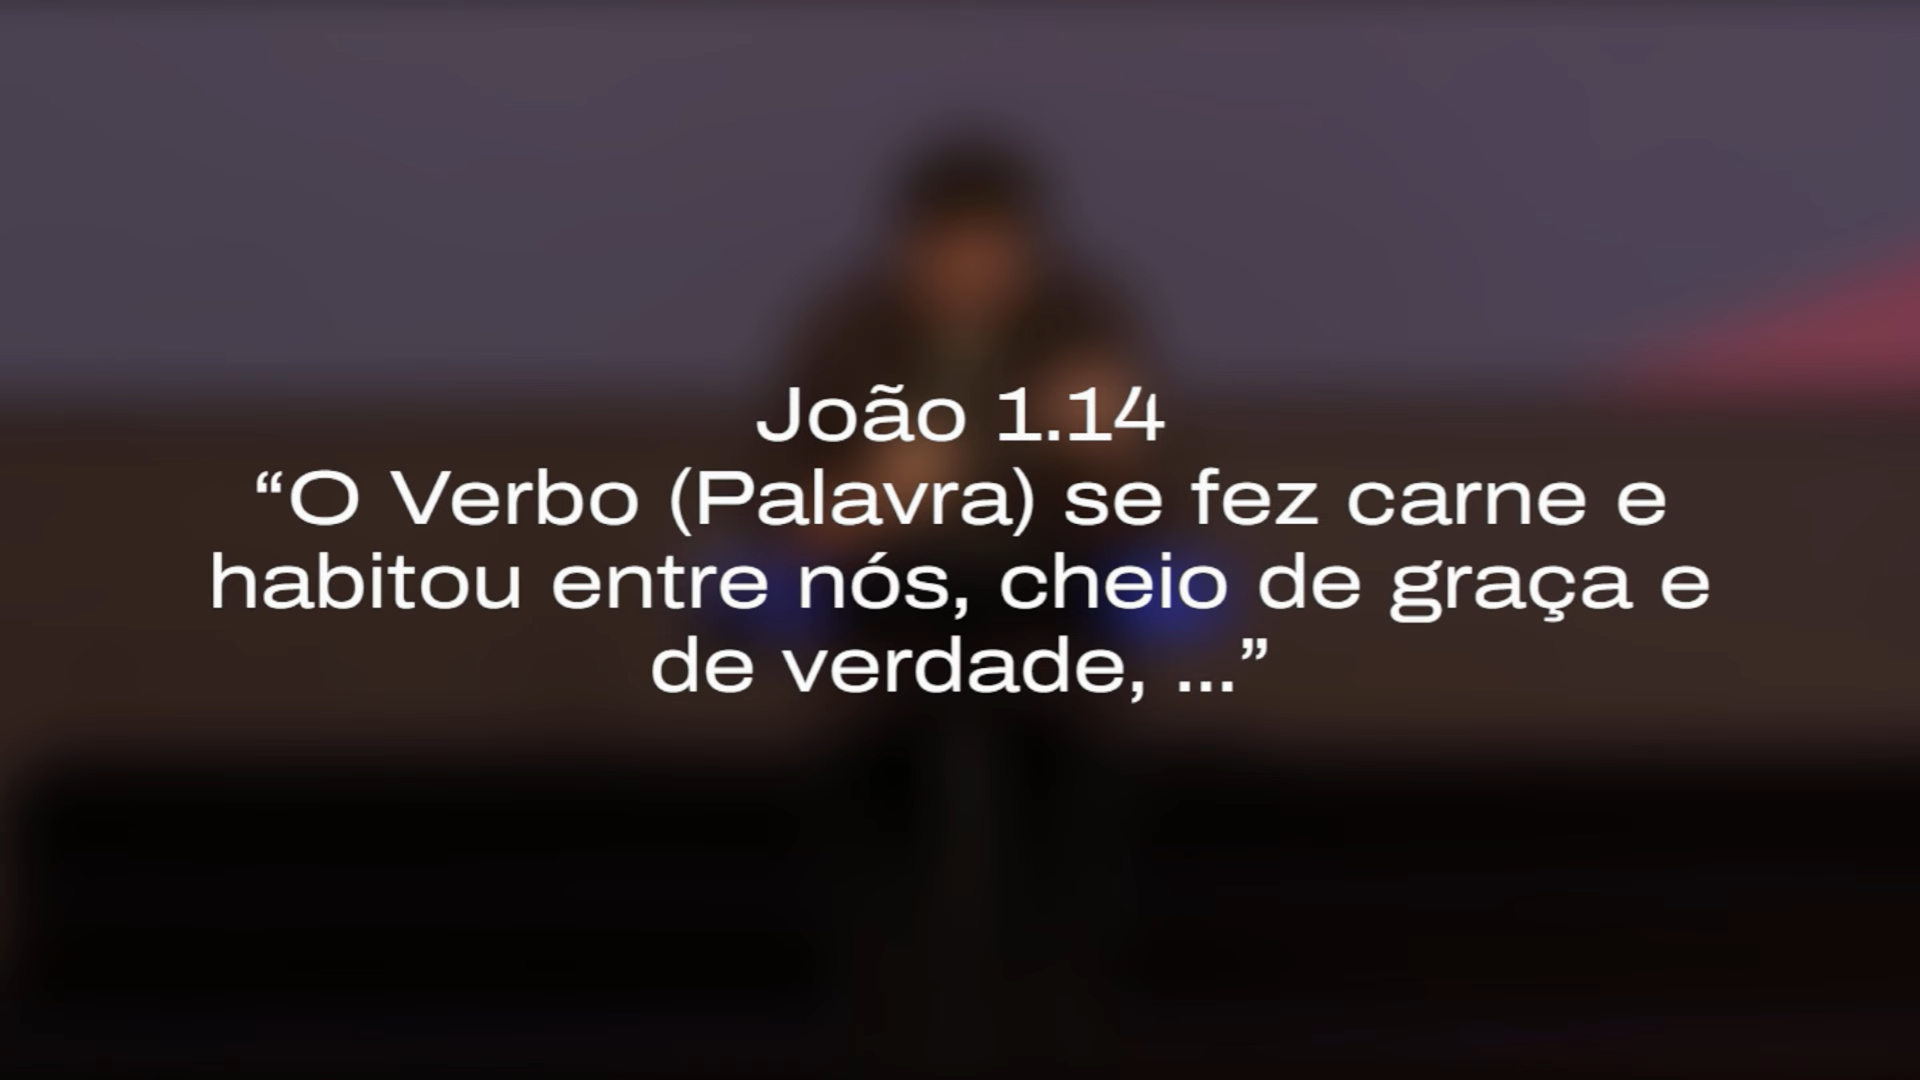 João 1.14
“O Verbo (Palavra) se fez carne e
habitou entre nós, cheio de graça e
de verdade, ...”